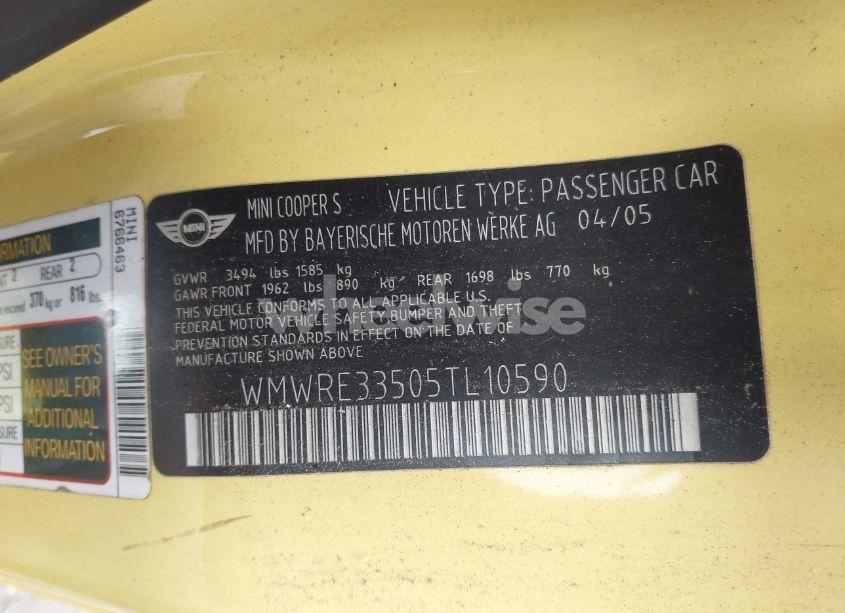 MINI COOPER S VEHICLE TYPE: PASSENGER CAR
MINI
MFD BY BAYERISCHE MOTOREN WERKE AG 04/05
GVWR 3494 lbs 1585 kg
GAWR FRONT 1962 lbs 890 kg REAR 1698 lbs 770 kg
THIS VEHICLE CONFORMS TO ALL APPLICABLE U.S.
FEDERAL MOTOR VEHICLE SAFETY BUMPER AND THEFT
PREVENTION STANDARDS IN EFFECT ON THE DATE OF
MANUFACTURE SHOWN ABOVE
WMWRE33505TL10590
wheelwise
MINI
6766463
REAR 2
exceed 370 kg or 816 lbs.
SEE OWNER'S
MANUAL FOR
ADDITIONAL
INFORMATION